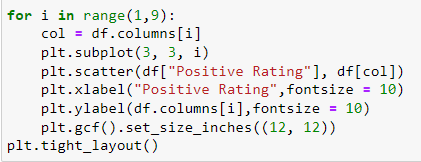 for i in range(1,9):
    col = df.columns[i]
    plt.subplot(3, 3, i)
    plt.scatter(df["Positive Rating"], df[col])
    plt.xlabel("Positive Rating",fontsize = 10)
    plt.ylabel(df.columns[i],fontsize = 10)
    plt.gcf().set_size_inches((12, 12))
plt.tight_layout()